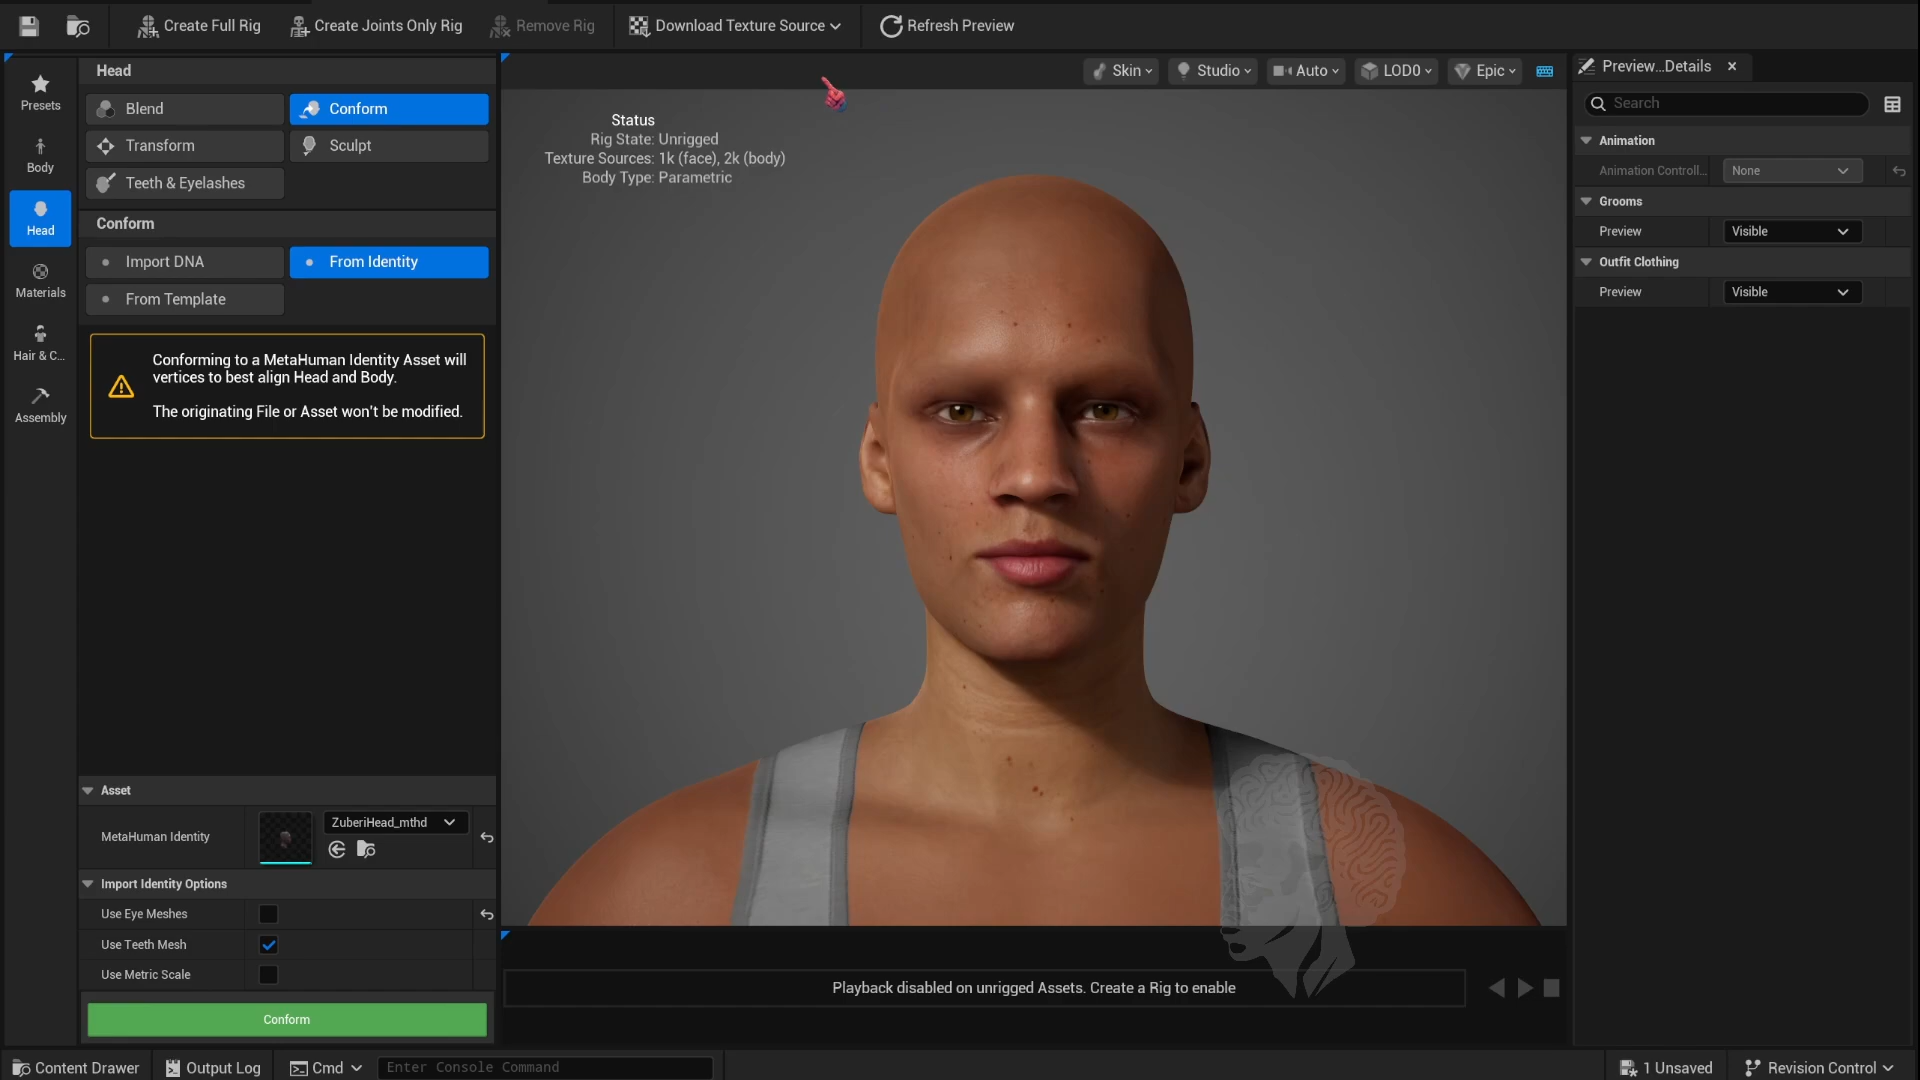 Create Full Rig
Create Joints Only Rig
Remove Rig
Download Texture Source
Refresh Preview
Presets
Body
Head
Materials
Hair & C...
Assembly
Head
Blend
Conform
Transform
Sculpt
Teeth & Eyelashes
Conform
Import DNA
From Identity
From Template
Conforming to a MetaHuman Identity Asset will
vertices to best align Head and Body.
The originating File or Asset won't be modified.
Asset
MetaHuman Identity
ZuberiHead_mthd
Import Identity Options
Use Eye Meshes
Use Teeth Mesh
Use Metric Scale
Conform
Skin
Studio
Auto
LOD0
Epic
Status
Rig State: Unrigged
Texture Sources: 1k (face), 2k (body)
Body Type: Parametric
Playback disabled on unrigged Assets. Create a Rig to enable
Preview...Details
Search
Animation
Animation Controll...
None
Grooms
Preview
Visible
Outfit Clothing
Preview
Visible
Content Drawer
Output Log
Cmd
Enter Console Command
1 Unsaved
Revision Control